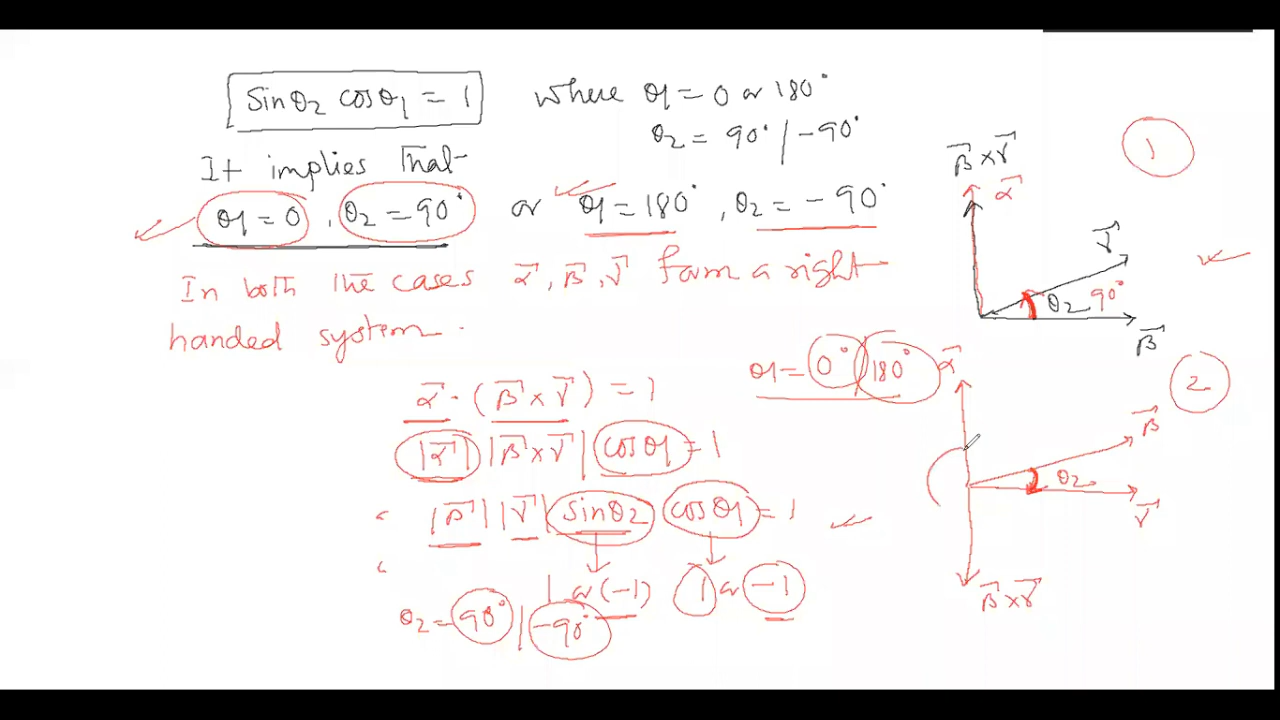 sinθ2 cosθ1 = 1 where θ1 = 0 or 180°
θ2 = 90° | -90°
It implies that
θ1 = 0, θ2 = 90° or θ1 = 180°, θ2 = - 90°
In both the cases α⃗, β⃗, γ⃗ form a right
handed system.
α⃗ · (β⃗ × γ⃗) = 1
|α⃗| |β⃗ × γ⃗| cosθ1 = 1
|β⃗| |γ⃗| sinθ2 cosθ1 = 1
1 or (-1) 1 or -1
θ2 = 90° | -90°
θ1 = 0° | 180°
1
β⃗ × γ⃗
α⃗
γ⃗
θ2 90°
β⃗
2
α⃗
β⃗
θ2
γ⃗
β⃗ × γ⃗